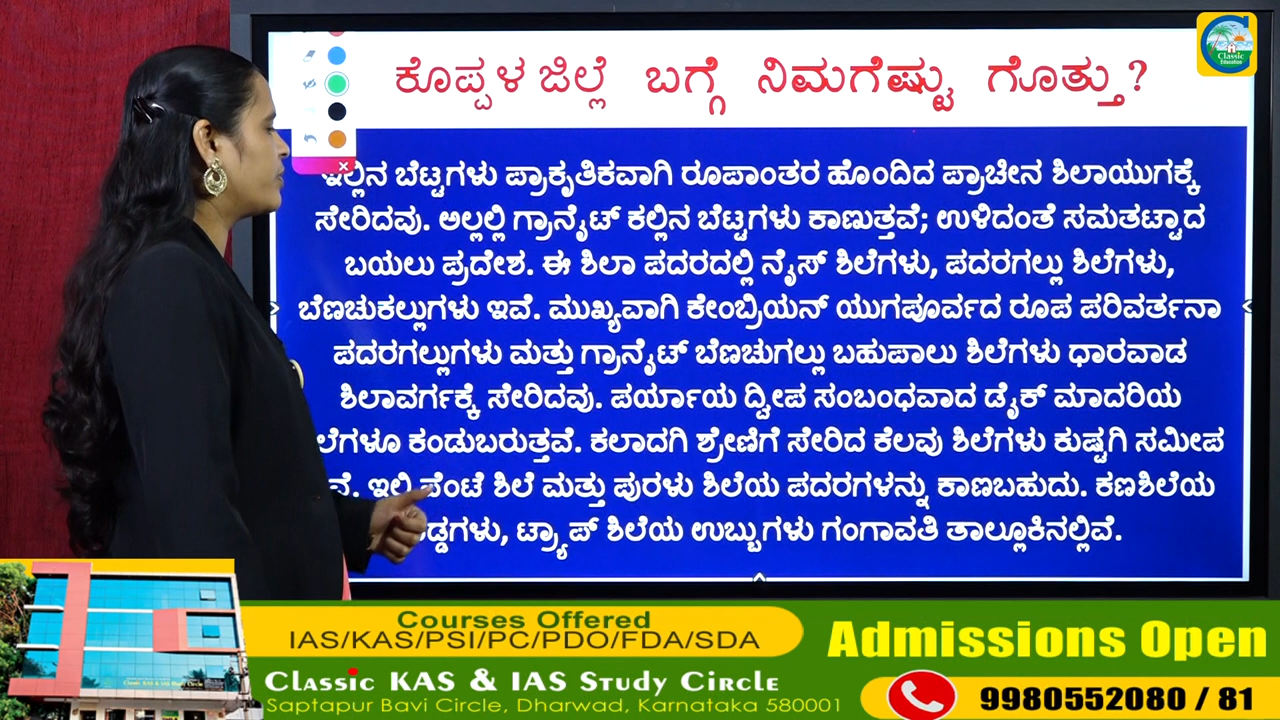 Classic
Education
ಕೊಪ್ಪಳ ಜಿಲ್ಲೆ ಬಗ್ಗೆ ನಿಮಗೆಷ್ಟು ಗೊತ್ತು?
ಇಲ್ಲಿನ ಬೆಟ್ಟಗಳು ಪ್ರಾಕೃತಿಕವಾಗಿ ರೂಪಾಂತರ ಹೊಂದಿದ ಪ್ರಾಚೀನ ಶಿಲಾಯುಗಕ್ಕೆ
ಸೇರಿದವು. ಅಲ್ಲಲ್ಲಿ ಗ್ರಾನೈಟ್ ಕಲ್ಲಿನ ಬೆಟ್ಟಗಳು ಕಾಣುತ್ತವೆ; ಉಳಿದಂತೆ ಸಮತಟ್ಟಾದ
ಬಯಲು ಪ್ರದೇಶ. ಈ ಶಿಲಾ ಪದರದಲ್ಲಿ ನೈಸ್ ಶಿಲೆಗಳು, ಪದರಗಲ್ಲು ಶಿಲೆಗಳು,
ಬೆಣಚುಕಲ್ಲುಗಳು ಇವೆ. ಮುಖ್ಯವಾಗಿ ಕೇಂಬ್ರಿಯನ್ ಯುಗಪೂರ್ವದ ರೂಪ ಪರಿವರ್ತನಾ
ಪದರಗಲ್ಲುಗಳು ಮತ್ತು ಗ್ರಾನೈಟ್ ಬೆಣಚುಗಲ್ಲು ಬಹುಪಾಲು ಶಿಲೆಗಳು ಧಾರವಾಡ
ಶಿಲಾವರ್ಗಕ್ಕೆ ಸೇರಿದವು. ಪರ್ಯಾಯ ದ್ವೀಪ ಸಂಬಂಧವಾದ ಡೈಕ್ ಮಾದರಿಯ
ಲೆಗಳೂ ಕಂಡುಬರುತ್ತವೆ. ಕಲಾದಗಿ ಶ್ರೇಣಿಗೆ ಸೇರಿದ ಕೆಲವು ಶಿಲೆಗಳು ಕುಷ್ಟಗಿ ಸಮೀಪ
ಇಲ್ಲಿ ಪೆಂಟೆ ಶಿಲೆ ಮತ್ತು ಪುರಳು ಶಿಲೆಯ ಪದರಗಳನ್ನು ಕಾಣಬಹುದು. ಕಣಶಿಲೆಯ
ಡ್ಡಗಳು, ಟ್ರ್ಯಾಪ್ ಶಿಲೆಯ ಉಬ್ಬುಗಳು ಗಂಗಾವತಿ ತಾಲ್ಲೂಕಿನಲ್ಲಿವೆ.
Courses Offered
IAS/KAS/PSI/PC/PDO/FDA/SDA
Classic KAS & IAS Study Circle
Saptapur Bavi Circle, Dharwad, Karnataka 580001
Admissions Open
9980552080 / 81